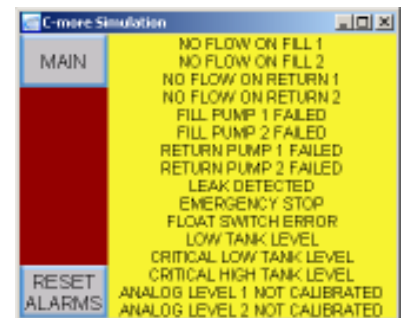 C-more Simulation
MAIN
NO FLOW ON FILL 1
NO FLOW ON FILL 2
NO FLOW ON RETURN 1
NO FLOW ON RETURN 2
FILL PUMP 1 FAILED
FILL PUMP 2 FAILED
RETURN PUMP 1 FAILED
RETURN PUMP 2 FAILED
LEAK DETECTED
EMERGENCY STOP
FLOAT SWITCH ERROR
LOW TANK LEVEL
CRITICAL LOW TANK LEVEL
CRITICAL HIGH TANK LEVEL
ANALOG LEVEL 1 NOT CALIBRATED
ANALOG LEVEL 2 NOT CALIBRATED
RESET
ALARMS